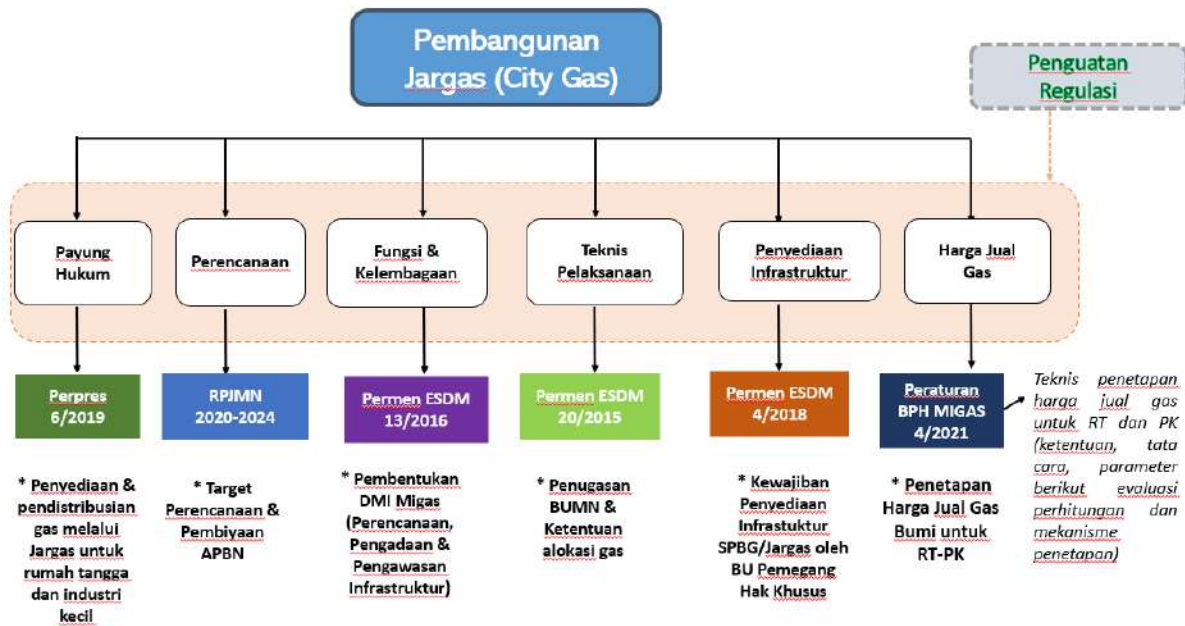 Pembangunan
Jargas (City Gas)
Penguatan
Regulasi
Payung
Hukum
Perencanaan
Fungsi &
Kelembagaan
Teknis
Pelaksanaan
Penyediaan
Infrastruktur
Harga Jual
Gas
Perpres
6/2019
RPJMN
2020-2024
Permen ESDM
13/2016
Permen ESDM
20/2015
Permen ESDM
4/2018
Peraturan
BPH MIGAS
4/2021
Teknis penetapan
harga jual gas
untuk RT dan PK
(ketentuan, tata
cara, parameter
berikut evaluasi
perhitungan dan
mekanisme
penetapan)
* Penyediaan &
pendistribusian
gas melalui
Jargas untuk
rumah tangga
dan industri
kecil
* Target
Perencanaan &
Pembiyaan
APBN
* Pembentukan
DMI Migas
(Perencanaan,
Pengadaan &
Pengawasan
Infrastruktur)
* Penugasan
BUMN &
Ketentuan
alokasi gas
* Kewajiban
Penyediaan
Infrastuktur
SPBG/Jargas oleh
BU Pemegang
Hak Khusus
* Penetapan
Harga Jual Gas
Bumi untuk
RT-PK